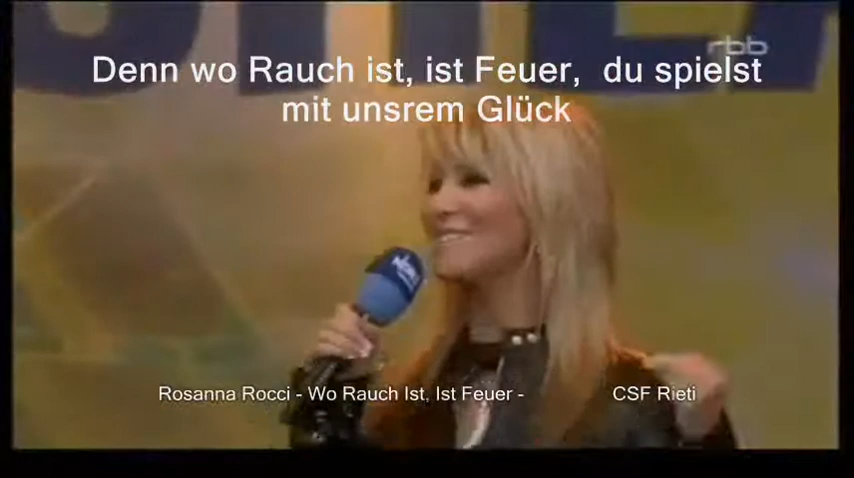 rbb
Denn wo Rauch ist, ist Feuer, du spielst
mit unsrem Glück
Rosanna Rocci - Wo Rauch Ist, Ist Feuer - CSF Rieti